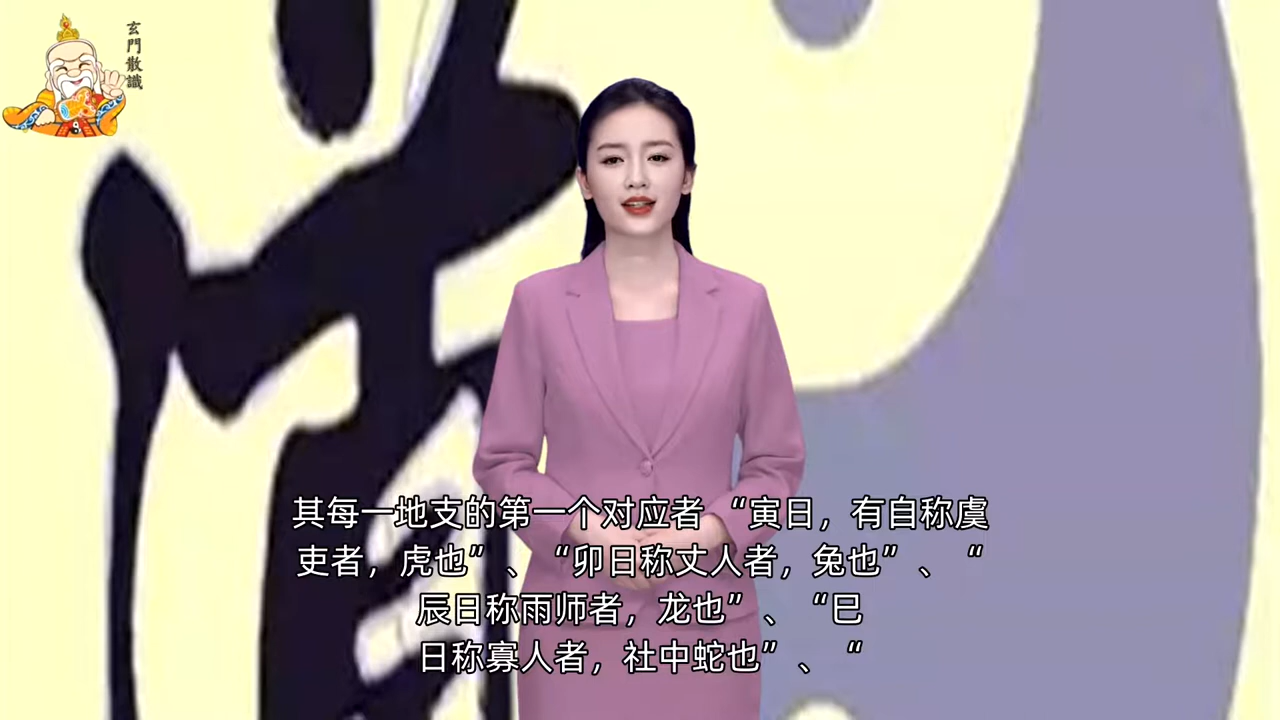 玄門散識
其每一地支的第一个对应者 “寅日，有自称虞
吏者，虎也” 、 “卯日称丈人者，兔也” 、 “
辰日称雨师者，龙也” 、 “巳
日称寡人者，社中蛇也” 、 “